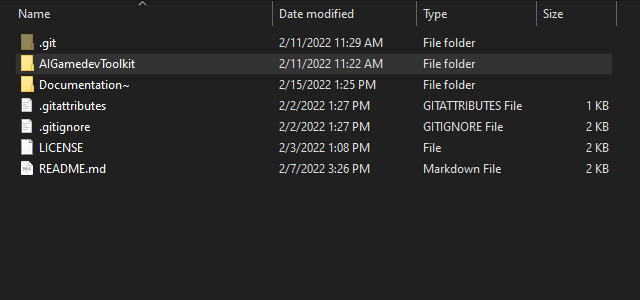 Name Date modified Type Size
.git 2/11/2022 11:29 AM File folder
AIGamedevToolkit 2/11/2022 11:22 AM File folder
Documentation~ 2/15/2022 1:25 PM File folder
.gitattributes 2/2/2022 1:27 PM GITATTRIBUTES File 1 KB
.gitignore 2/2/2022 1:27 PM GITIGNORE File 2 KB
LICENSE 2/3/2022 1:08 PM File 2 KB
README.md 2/7/2022 3:26 PM Markdown File 2 KB